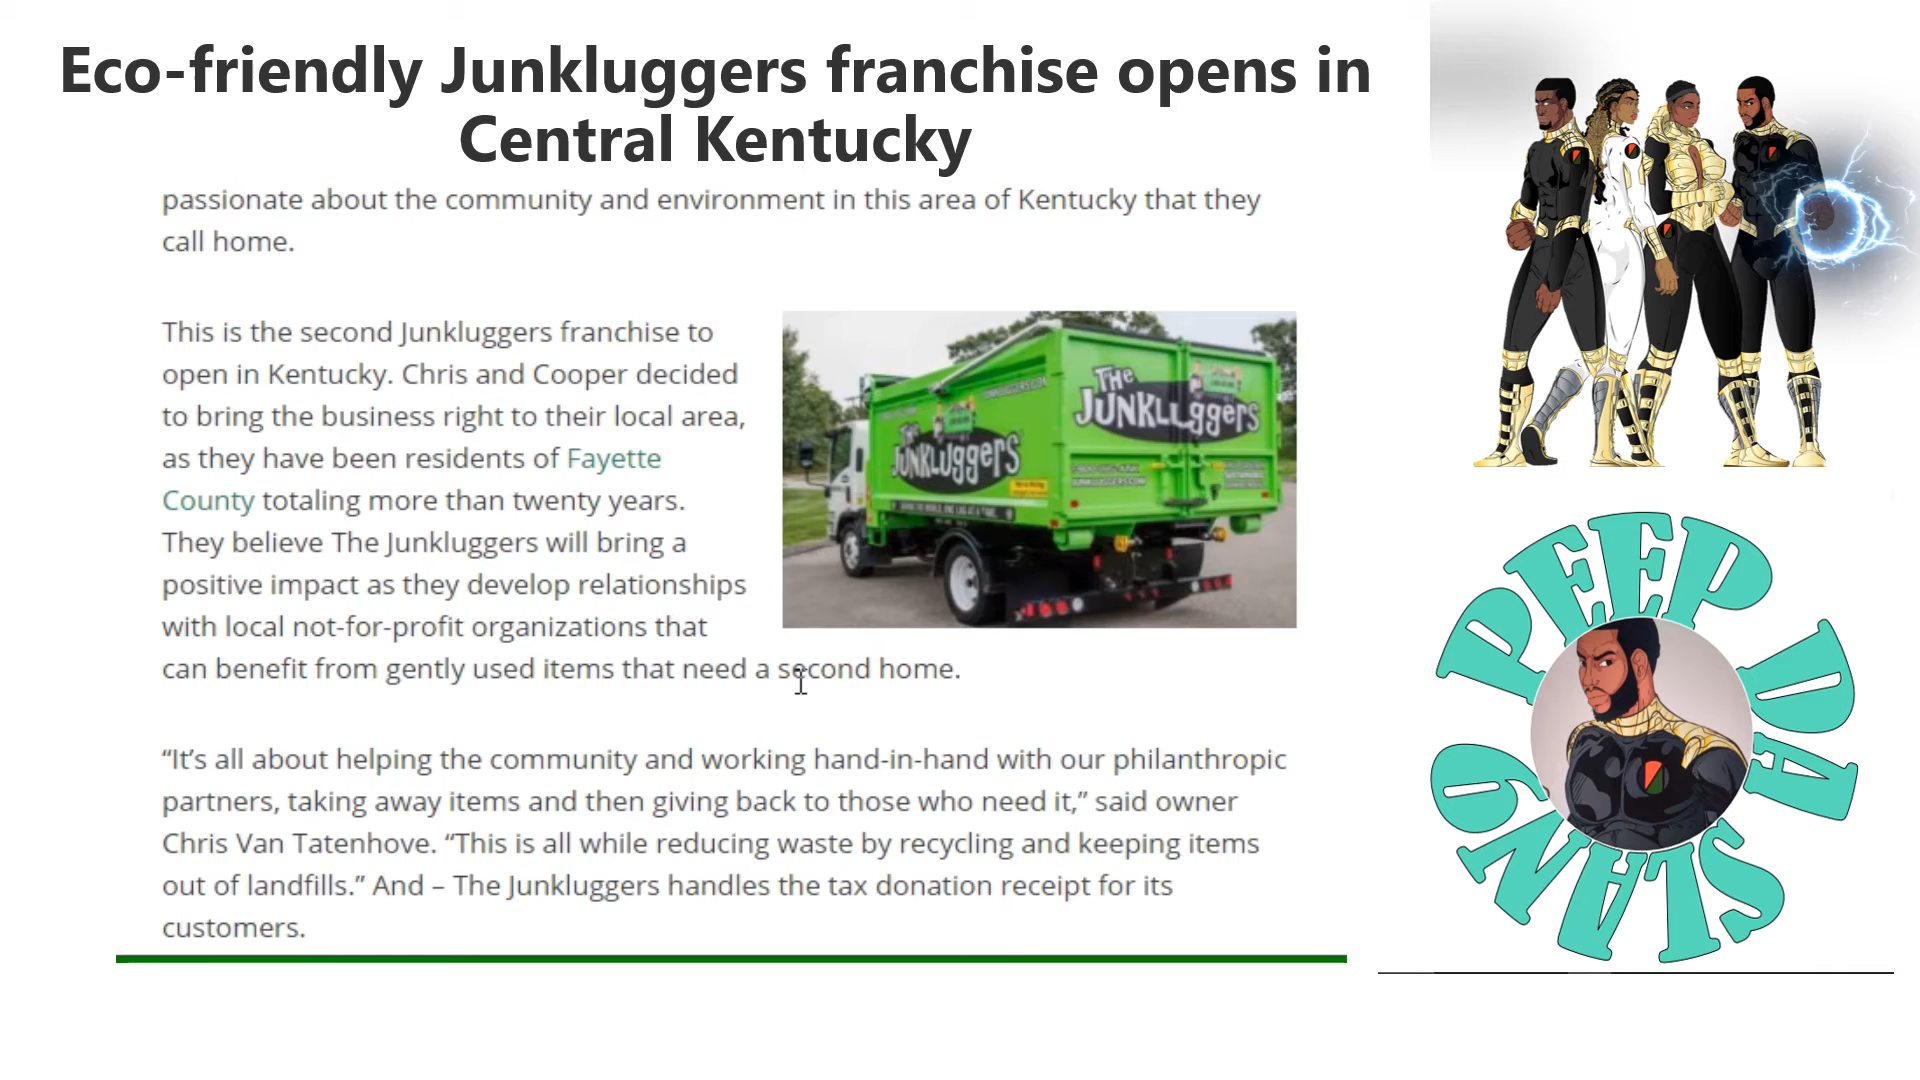 Eco-friendly Junkluggers franchise opens in
Central Kentucky
passionate about the community and environment in this area of Kentucky that they
call home.
This is the second Junkluggers franchise to
open in Kentucky. Chris and Cooper decided
to bring the business right to their local area,
as they have been residents of Fayette
County totaling more than twenty years.
They believe The Junkluggers will bring a
positive impact as they develop relationships
with local not-for-profit organizations that
can benefit from gently used items that need a second home.
THE
JUNKLUggERS
THE
JUNKLUggERS
“It’s all about helping the community and working hand-in-hand with our philanthropic
partners, taking away items and then giving back to those who need it,” said owner
Chris Van Tatenhove. “This is all while reducing waste by recycling and keeping items
out of landfills.” And – The Junkluggers handles the tax donation receipt for its
customers.
PEEP DA SLANG